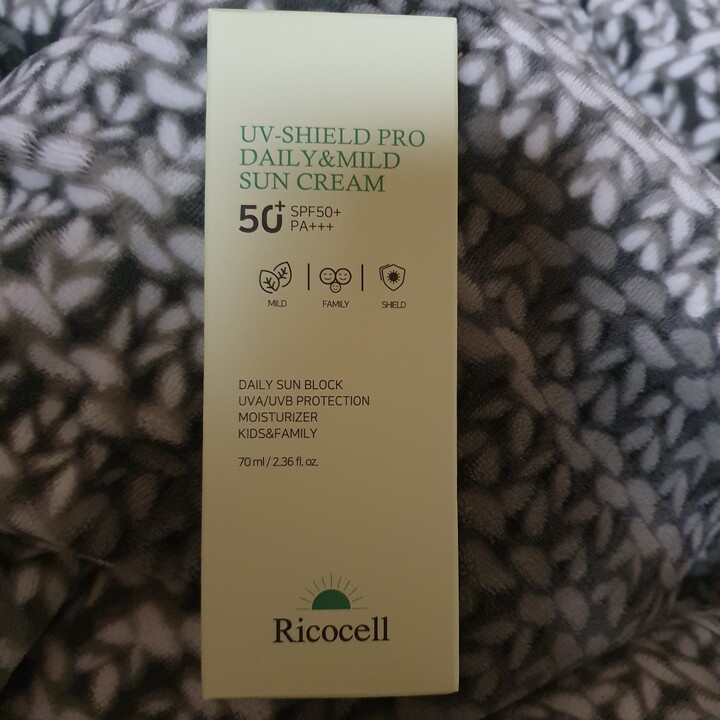 UV-SHIELD PRO
DAILY&MILD
SUN CREAM
50+ SPF50+
PA+++
MILD FAMILY SHIELD
DAILY SUN BLOCK
UVA/UVB PROTECTION
MOISTURIZER
KIDS&FAMILY
70 ml / 2.36 fl. oz.
Ricocell